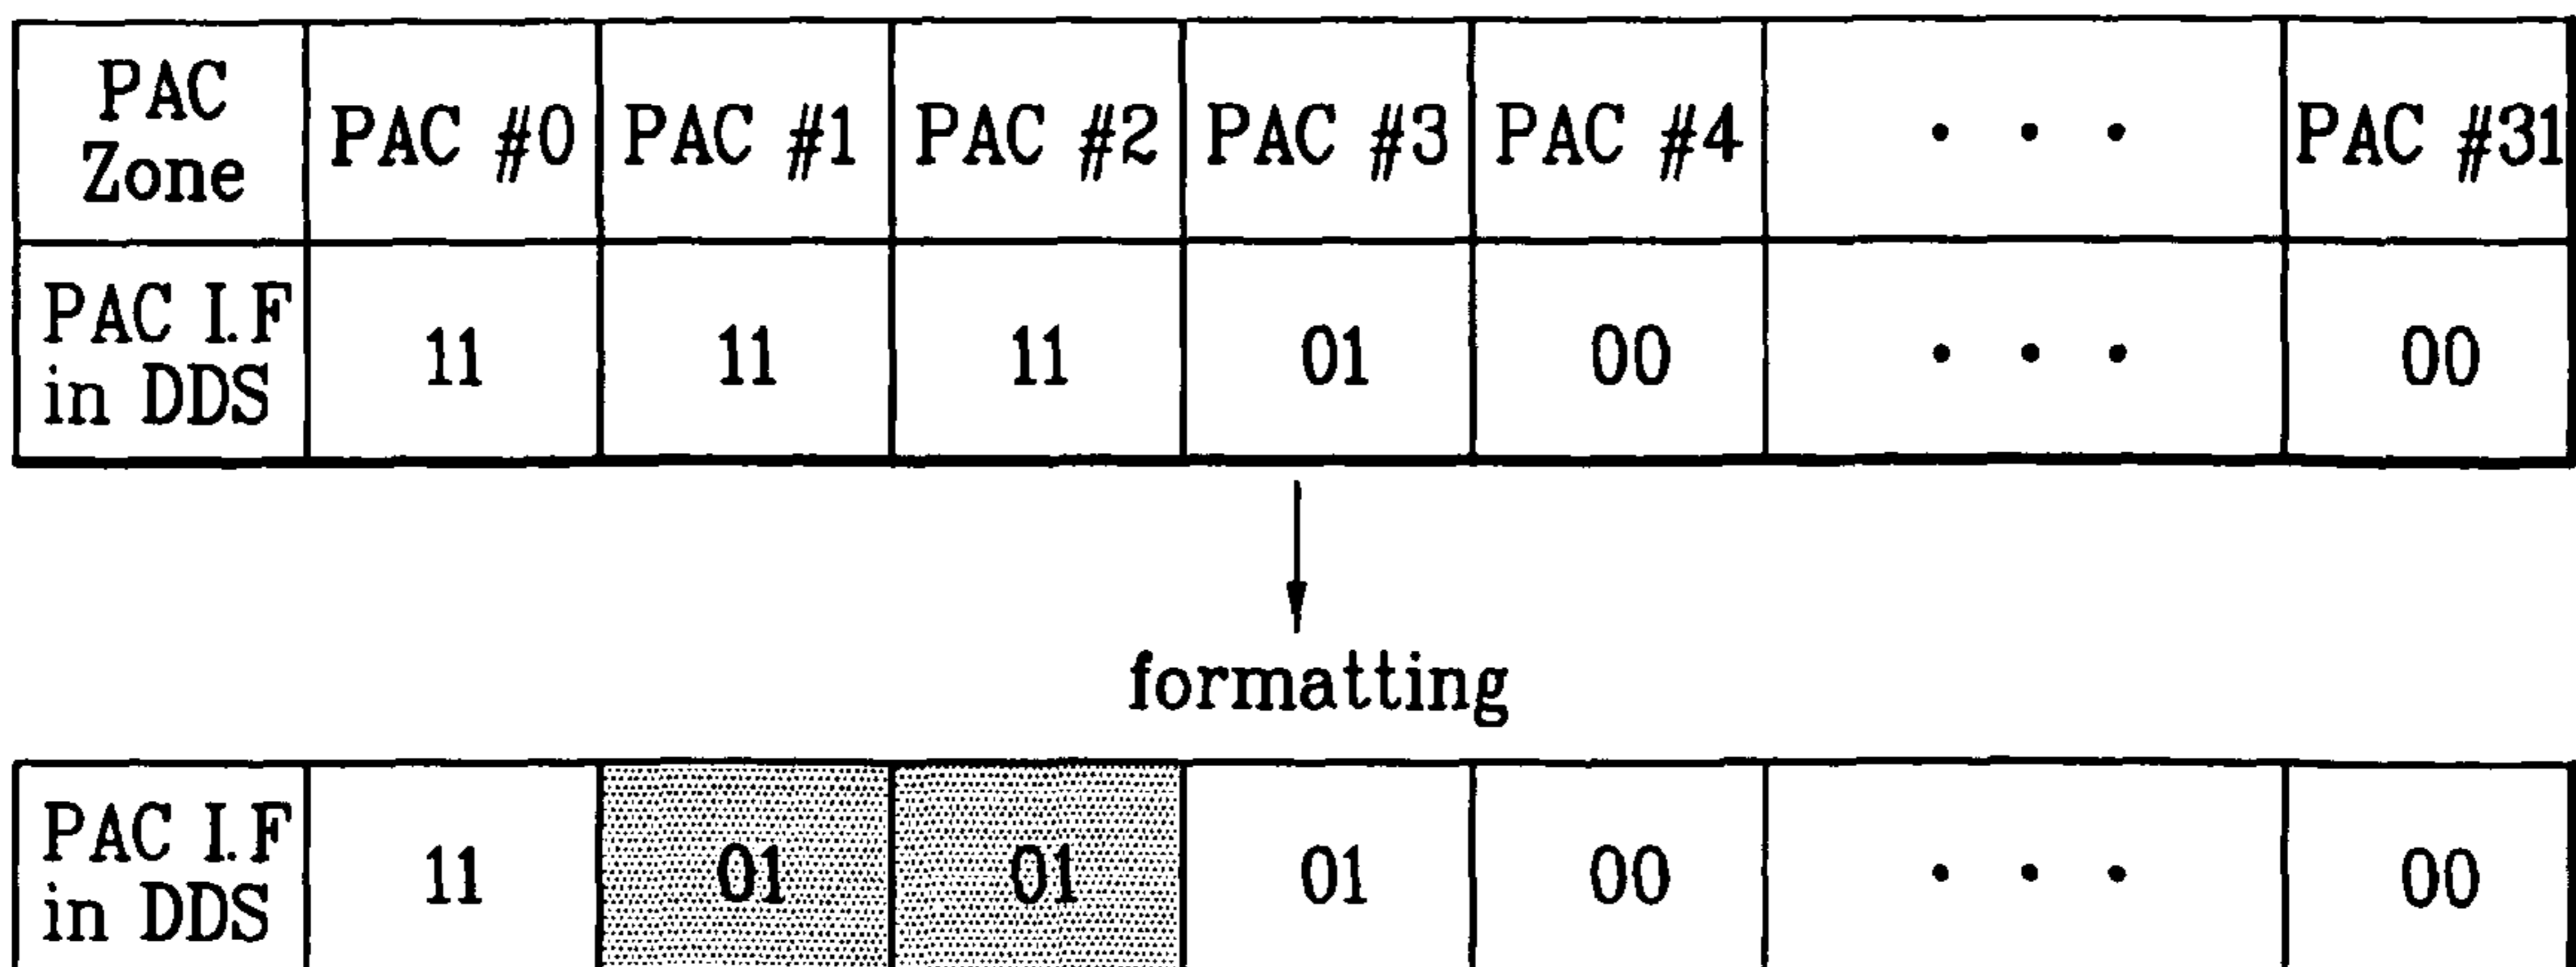 PAC Zone PAC #0 PAC #1 PAC #2 PAC #3 PAC #4 • • • PAC #31
PAC I.F in DDS 11 11 11 01 00 • • • 00
formatting
PAC I.F in DDS 11 01 01 01 00 • • • 00